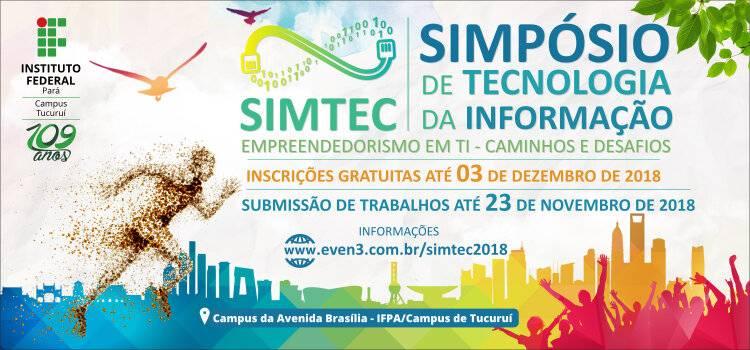 INSTITUTO
FEDERAL
Pará
Campus
Tucuruí
109
anos
SIMTEC
SIMPÓSIO
DE TECNOLOGIA
DA INFORMAÇÃO
EMPREENDEDORISMO EM TI - CAMINHOS E DESAFIOS
INSCRIÇÕES GRATUITAS ATÉ 03 DE DEZEMBRO DE 2018
SUBMISSÃO DE TRABALHOS ATÉ 23 DE NOVEMBRO DE 2018
INFORMAÇÕES
www.even3.com.br/simtec2018
Campus da Avenida Brasília - IFPA/Campus de Tucuruí